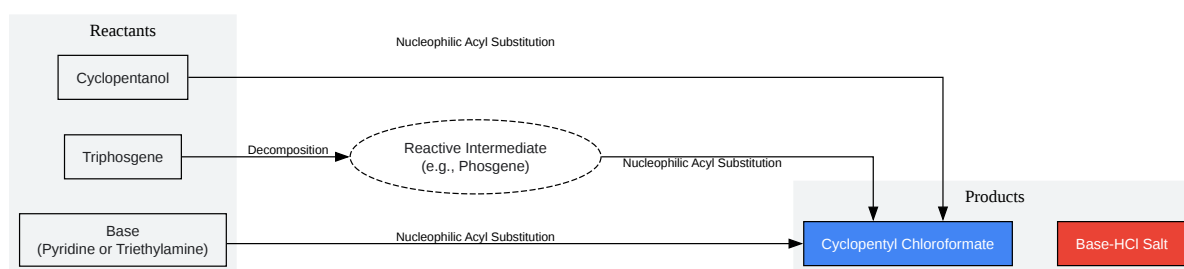 Reactants
Nucleophilic Acyl Substitution
Cyclopentanol
Triphosgene
Decomposition
Reactive Intermediate
(e.g., Phosgene)
Nucleophilic Acyl Substitution
Products
Base
(Pyridine or Triethylamine)
Nucleophilic Acyl Substitution
Cyclopentyl Chloroformate
Base-HCl Salt